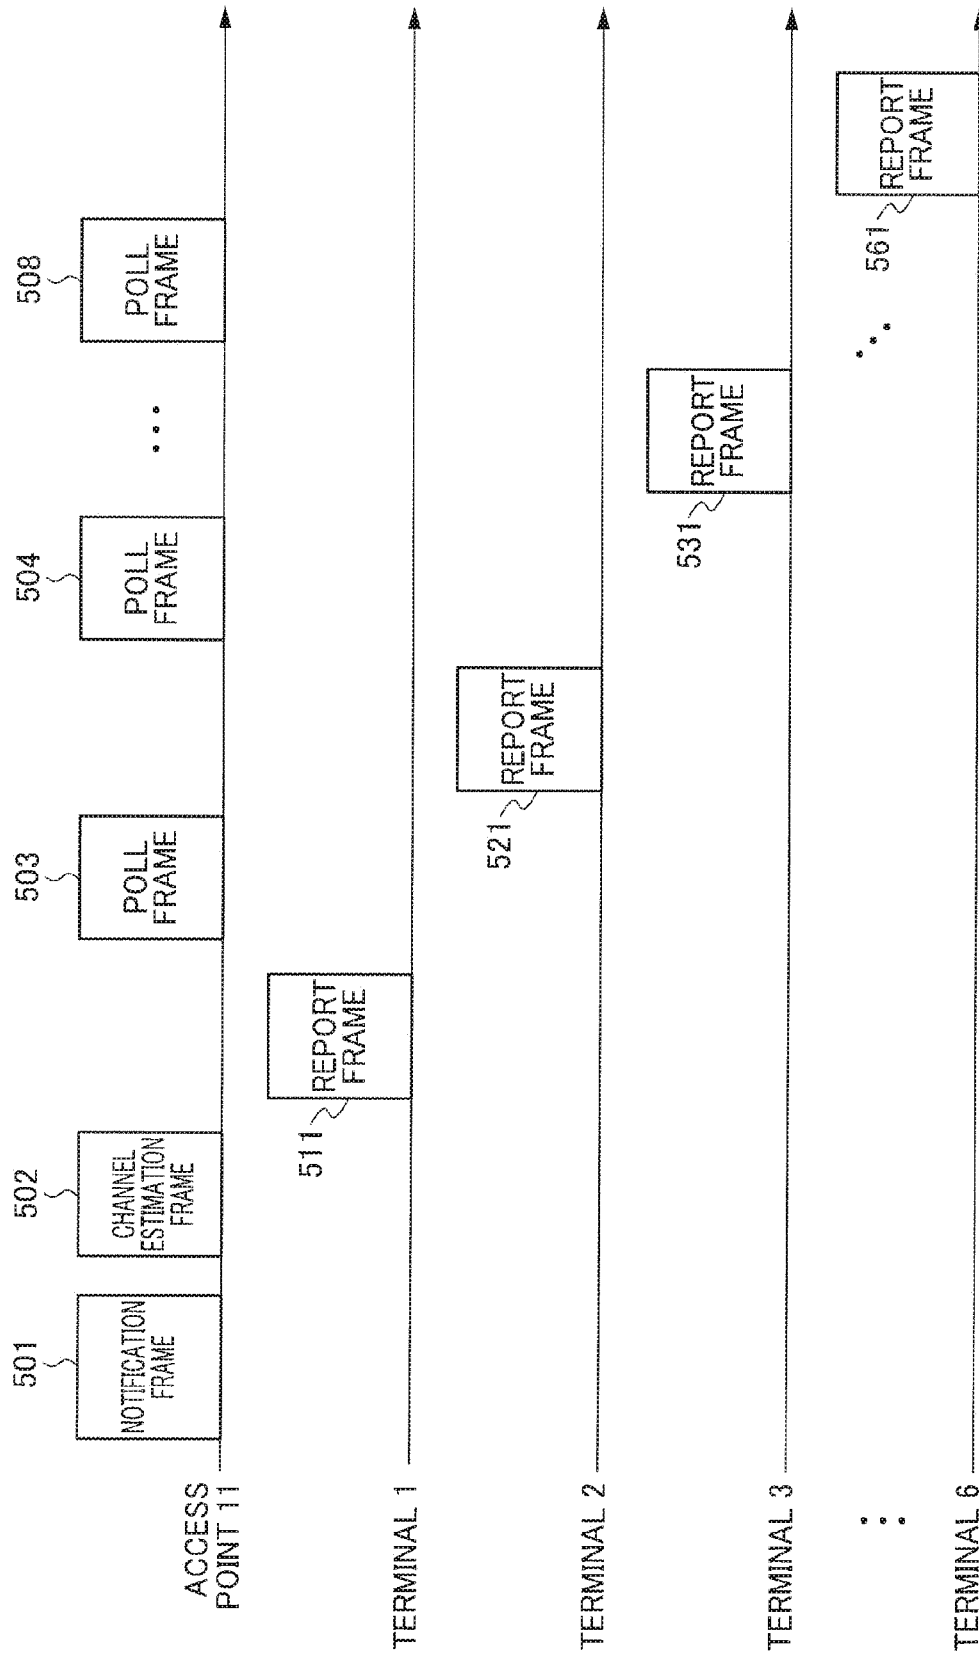 501
502
503
504
508
NOTIFICATION
FRAME
CHANNEL
ESTIMATION
FRAME
POLL
FRAME
POLL
FRAME
POLL
FRAME
ACCESS
POINT 11
511
REPORT
FRAME
TERMINAL 1
521
REPORT
FRAME
TERMINAL 2
531
REPORT
FRAME
TERMINAL 3
561
REPORT
FRAME
TERMINAL 6